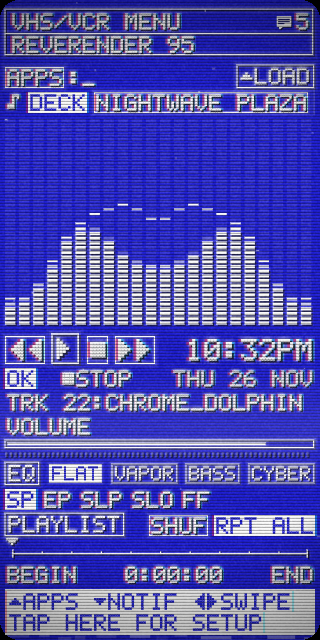 VHS/VCR MENU 5
REVERENDER 95
APPS:_ LOAD
DECK NIGHTWAVE PLAZA
10:32PM
OK STOP THU 26 NOV
TRK 22:CHROME_DOLPHIN
VOLUME
EQ FLAT VAPOR BASS CYBER
SP EP SLP SLO FF
PLAYLIST SHUF RPT ALL
BEGIN 0:00:00 END
APPS NOTIF SWIPE
TAP HERE FOR SETUP